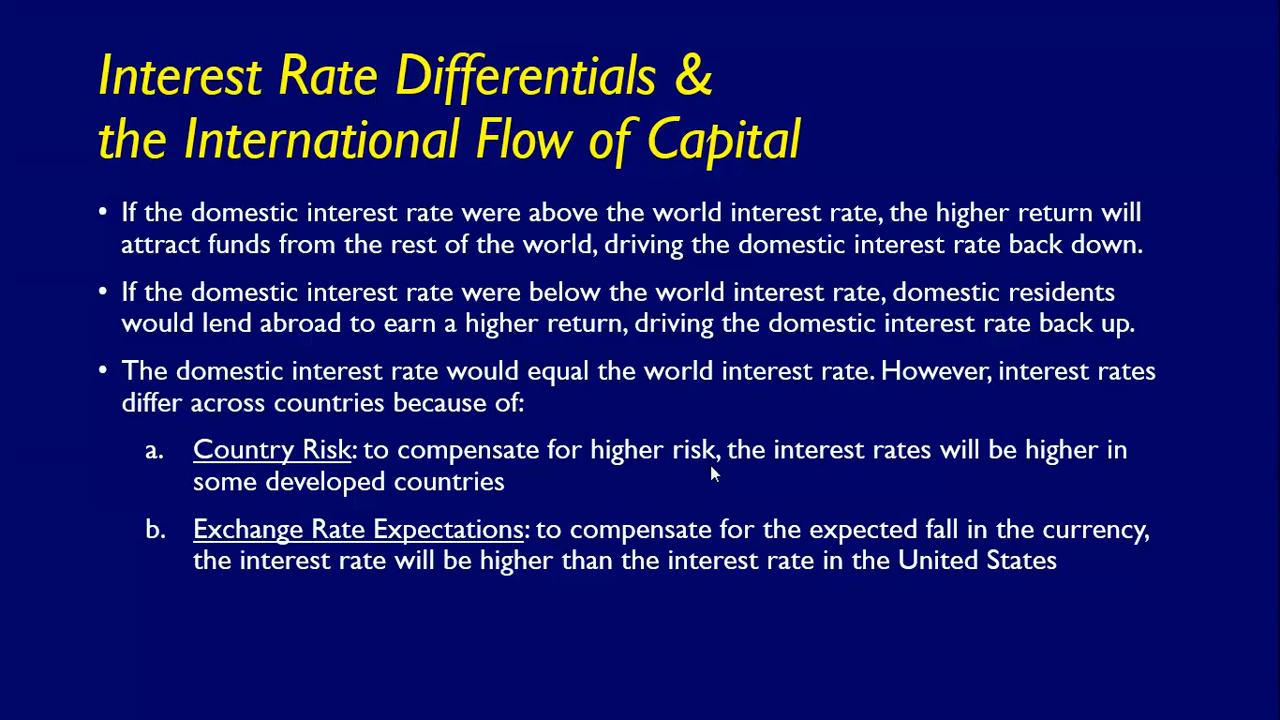 Interest Rate Differentials &
the International Flow of Capital
• If the domestic interest rate were above the world interest rate, the higher return will
attract funds from the rest of the world, driving the domestic interest rate back down.
• If the domestic interest rate were below the world interest rate, domestic residents
would lend abroad to earn a higher return, driving the domestic interest rate back up.
• The domestic interest rate would equal the world interest rate. However, interest rates
differ across countries because of:
a. Country Risk: to compensate for higher risk, the interest rates will be higher in
some developed countries
b. Exchange Rate Expectations: to compensate for the expected fall in the currency,
the interest rate will be higher than the interest rate in the United States